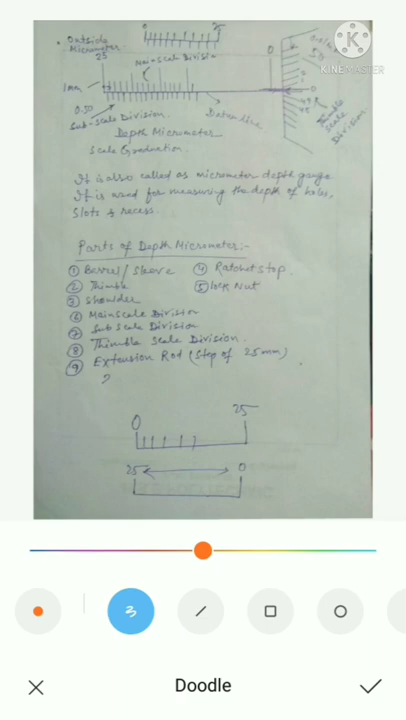 • Outside Micrometer
0 25
25
Main scale Division
0
1mm
0.50
Sub-Scale Division
Datum line
Thimble Scale Division
Depth Micrometer
Scale Graduation.
It is also called as micrometer depth gauge
It is used for measuring the depth of holes,
Slots & recess.
Parts of Depth Micrometer:-
① Barrel/Sleeve ④ Ratchet stop.
② Thimble ⑤ lock Nut
③ Showlder
⑥ Main scale Division
⑦ Sub Scale Division
⑧ Thimble Scale Division.
⑨ Extension Rod (Step of 25mm)
0 25
25 0
KINEMASTER
Doodle